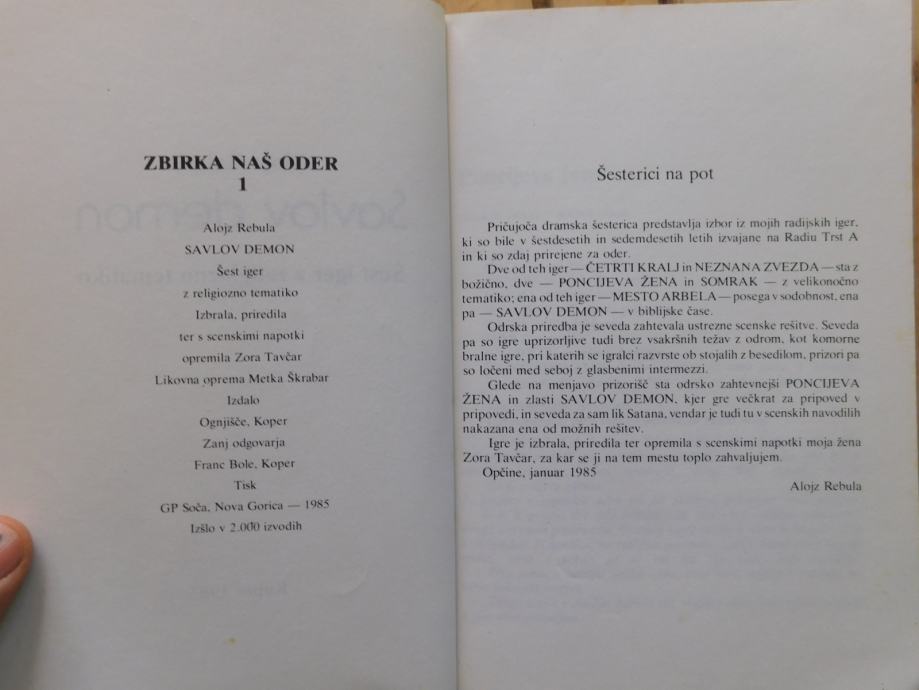 ZBIRKA NAŠ ODER
1
Alojz Rebula
SAVLOV DEMON
Šest iger
z religiozno tematiko
Izbrala, priredila
ter s scenskimi napotki
opremila Zora Tavčar
Likovna oprema Metka Škrabar
Izdalo
Ognjišče, Koper
Zanj odgovarja
Franc Bole, Koper
Tisk
GP Soča, Nova Gorica — 1985
Izšlo v 2.000 izvodih
Šesterici na pot
Pričujoča dramska šesterica predstavlja izbor iz mojih radijskih iger,
ki so bile v šestdesetih in sedemdesetih letih izvajane na Radiu Trst A
in ki so zdaj prirejene za oder.
Dve od teh iger — ČETRTI KRALJ in NEZNANA ZVEZDA — sta z
božično, dve — PONCIJEVA ŽENA in SOMRAK — z velikonočno
tematiko; ena od teh iger — MESTO ARBELA — posega v sodobnost, ena
pa — SAVLOV DEMON — v biblijske čase.
Odrska priredba je seveda zahtevala ustrezne scenske rešitve. Seveda
pa so igre uprizorljive tudi brez vsakršnih težav z odrom, kot komorne
bralne igre, pri katerih se igralci razvrste ob stojalih z besedilom, prizori pa
so ločeni med seboj z glasbenimi intermezzi.
Glede na menjavo prizorišč sta odrsko zahtevnejši PONCIJEVA
ŽENA in zlasti SAVLOV DEMON, kjer gre večkrat za pripoved v
pripovedi, in seveda za sam lik Satana, vendar je tudi tu v scenskih navodilih
nakazana ena od možnih rešitev.
Igre je izbrala, priredila ter opremila s scenskimi napotki moja žena
Zora Tavčar, za kar se ji na tem mestu toplo zahvaljujem.
Opčine, januar 1985
Alojz Rebula